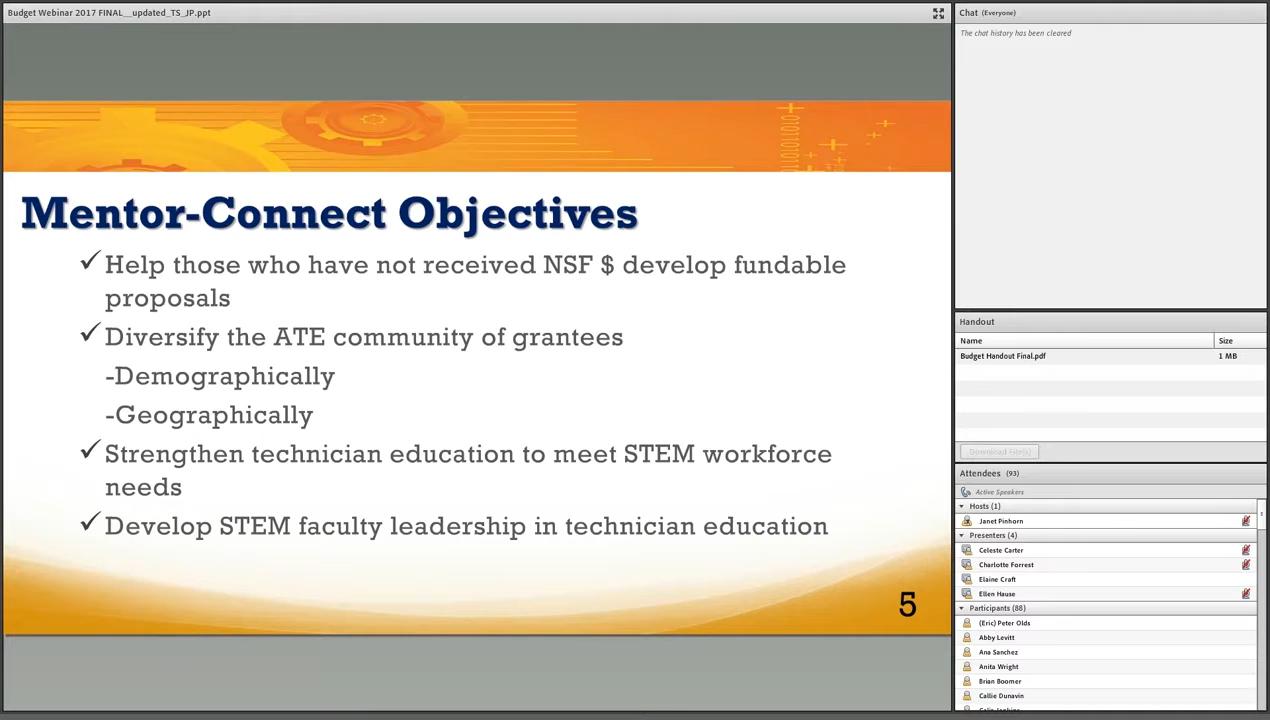 Budget Webinar 2017 FINAL__updated_TS_JP.ppt
Mentor-Connect Objectives
✓Help those who have not received NSF $ develop fundable
proposals
✓Diversify the ATE community of grantees
-Demographically
-Geographically
✓Strengthen technician education to meet STEM workforce
needs
✓Develop STEM faculty leadership in technician education
5
Chat (Everyone)
The chat history has been cleared
Handout
Name Size
Budget Handout Final.pdf 1 MB
Download File(s)
Attendees (93)
Active Speakers
Hosts (1)
Janet Pinhorn
Presenters (4)
Celeste Carter
Charlotte Forrest
Elaine Craft
Ellen Hause
Participants (88)
(Eric) Peter Olds
Abby Levitt
Ana Sanchez
Anita Wright
Brian Boomer
Callie Dunavin